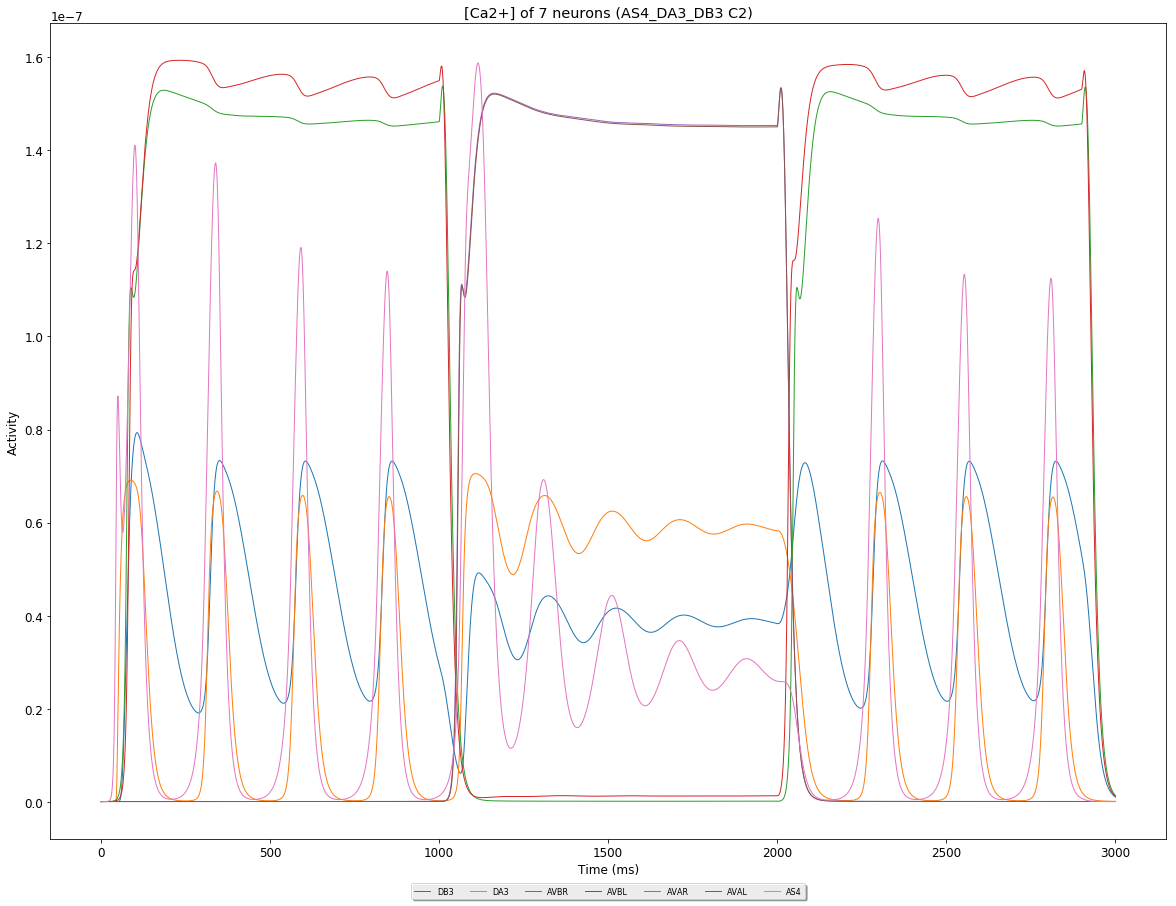 [Ca2+] of 7 neurons (AS4_DA3_DB3 C2)
1e−7
1.6
1.4
1.2
1.0
0.8
0.6
0.4
0.2
0.0
Activity
0 500 1000 1500 2000 2500 3000
Time (ms)
DB3 DA3 AVBR AVBL AVAR AVAL AS4